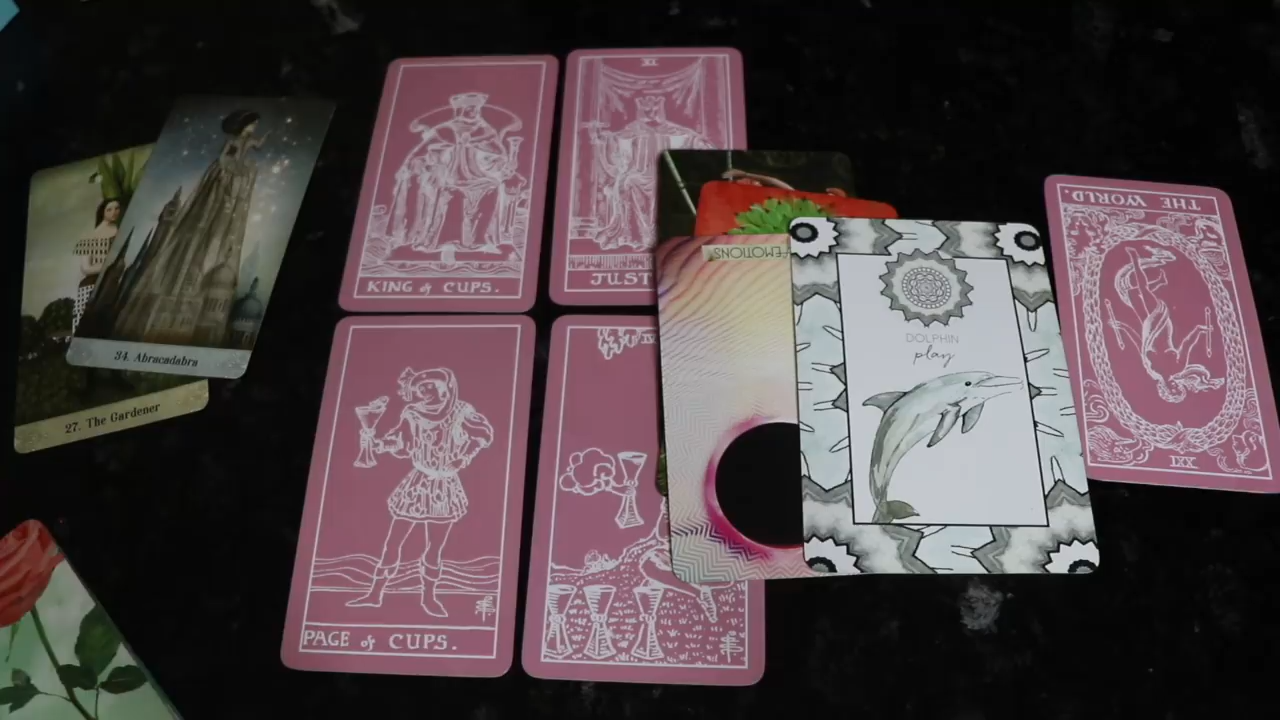 34. Abracadabra
27. The Gardener
KING of CUPS.
XI
JUST
PAGE of CUPS.
IV
EMOTIONS
DOLPHIN
play
THE WORLD.
XXI